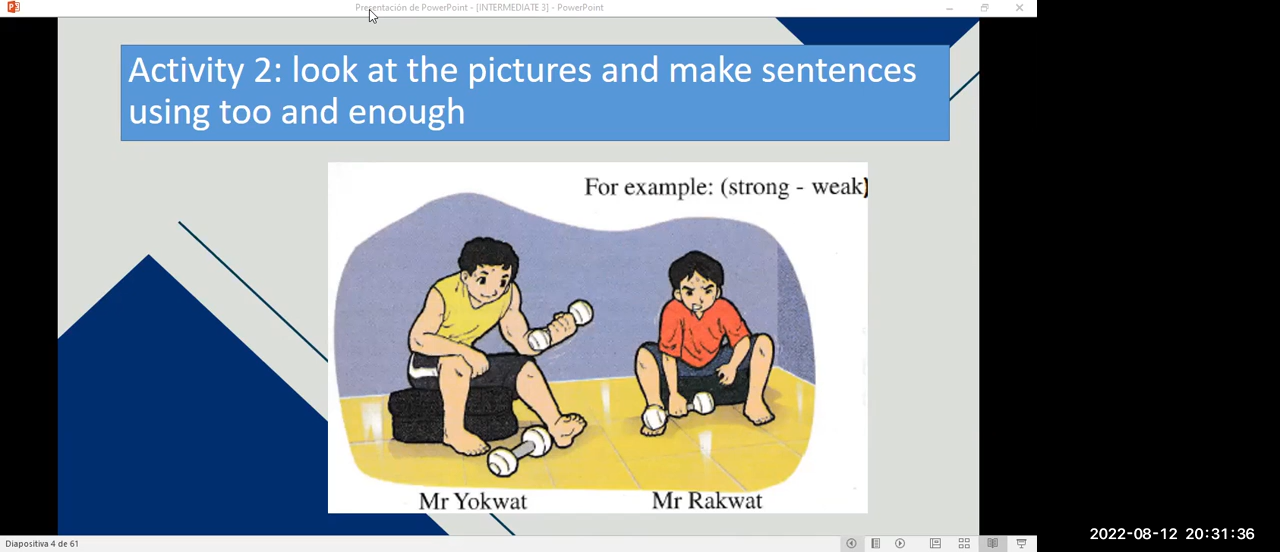 Presentación de PowerPoint - [INTERMEDIATE 3] - PowerPoint
Activity 2: look at the pictures and make sentences
using too and enough
For example: (strong - weak)
Mr Yokwat
Mr Rakwat
Diapositiva 4 de 61
2022-08-12 20:31:36